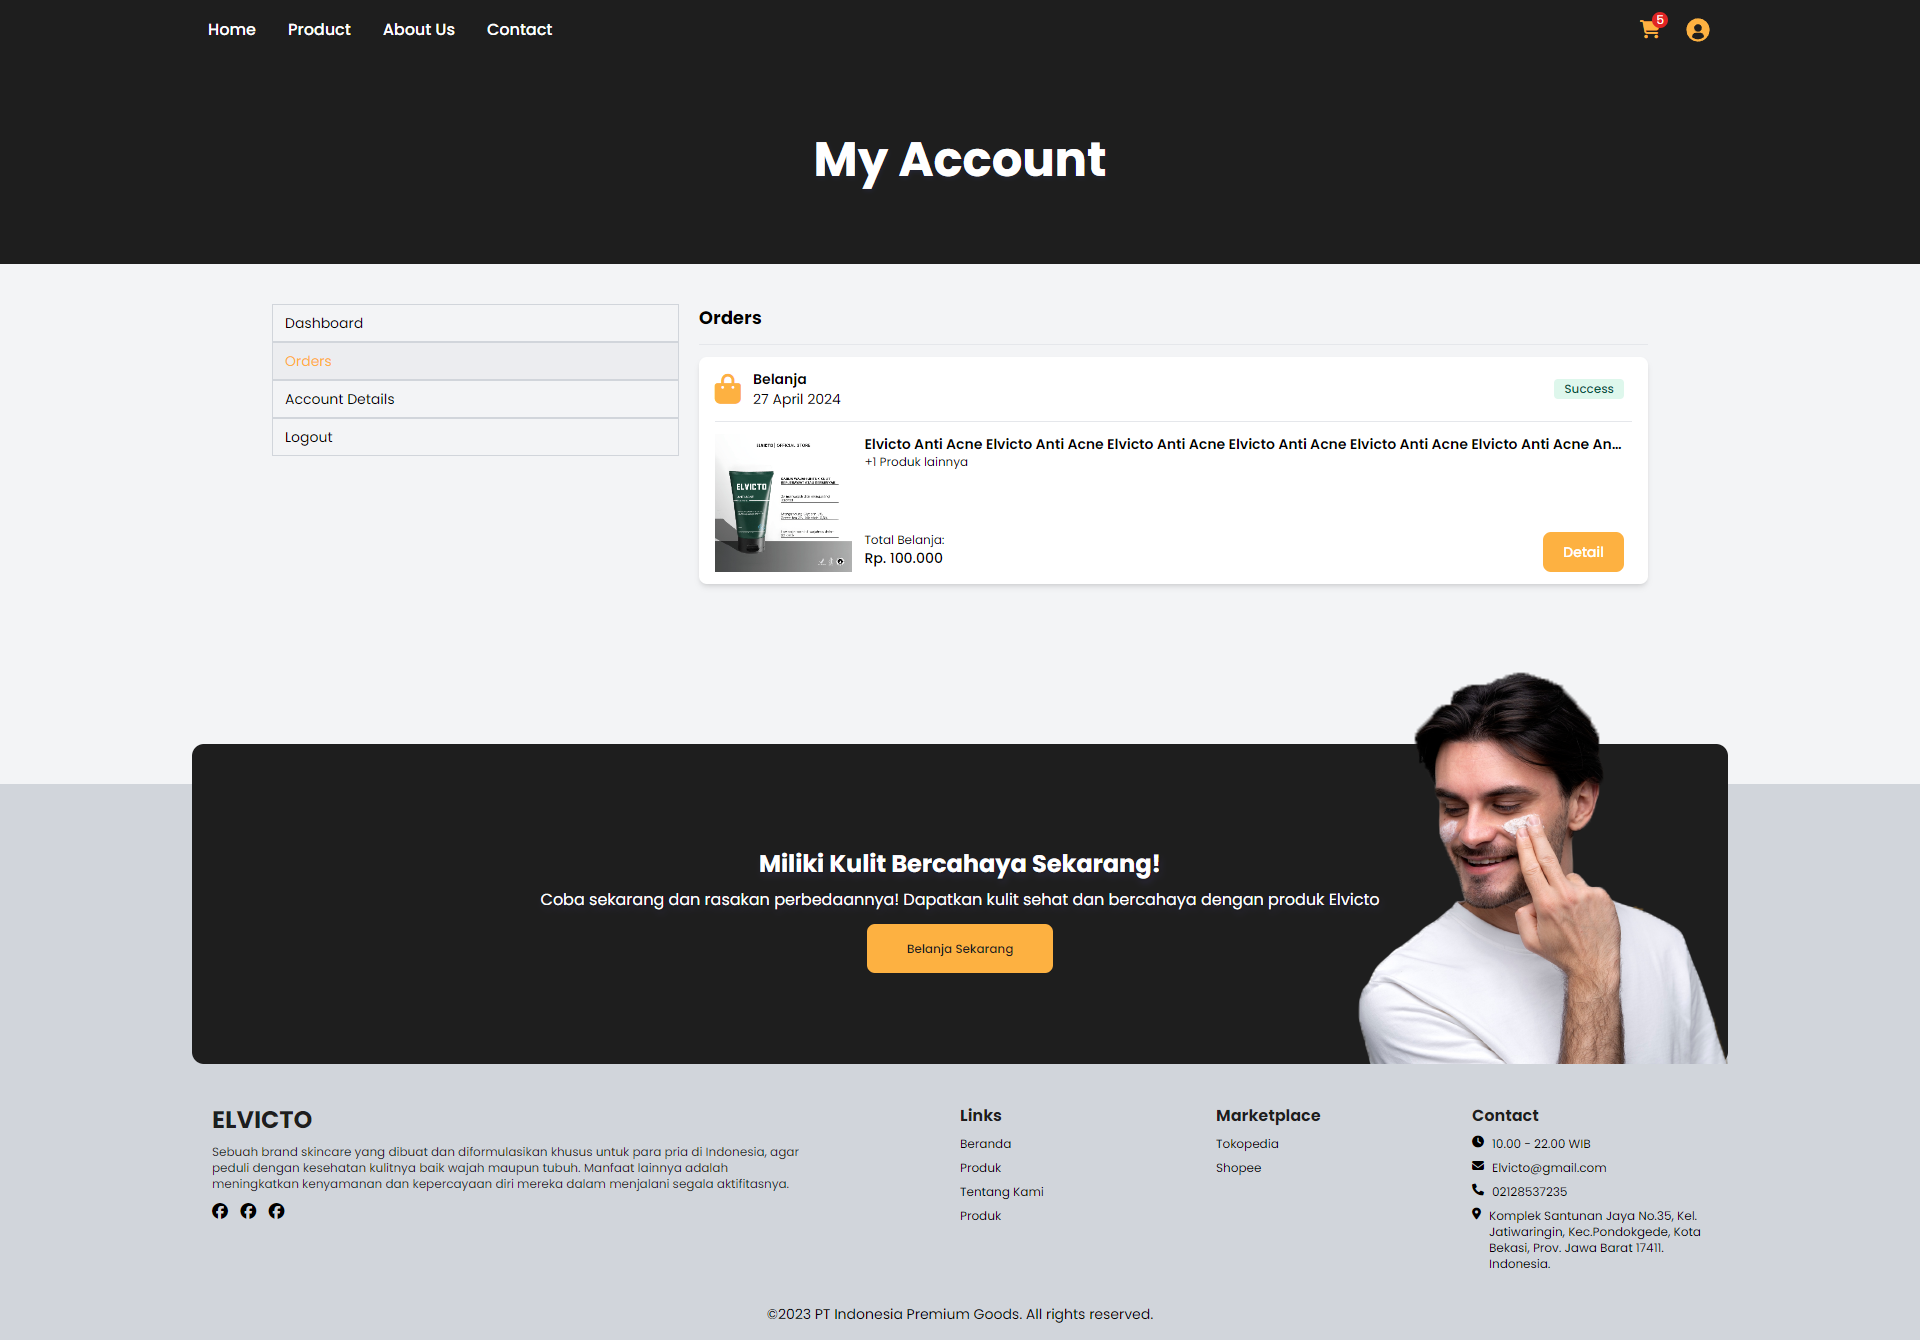 Home Product About Us Contact
5
My Account
Dashboard
Orders
Account Details
Logout
Orders
Belanja
27 April 2024
Success
ELVICTO | OFFICIAL STORE
ELVICTO
Elvicto Anti Acne Elvicto Anti Acne Elvicto Anti Acne Elvicto Anti Acne Elvicto Anti Acne Elvicto Anti Acne An...
+1 Produk lainnya
Total Belanja:
Rp. 100.000
Detail
Miliki Kulit Bercahaya Sekarang!
Coba sekarang dan rasakan perbedaannya! Dapatkan kulit sehat dan bercahaya dengan produk Elvicto
Belanja Sekarang
ELVICTO
Sebuah brand skincare yang dibuat dan diformulasikan khusus untuk para pria di Indonesia, agar
peduli dengan kesehatan kulitnya baik wajah maupun tubuh. Manfaat lainnya adalah
meningkatkan kenyamanan dan kepercayaan diri mereka dalam menjalani segala aktifitasnya.
Links
Beranda
Produk
Tentang Kami
Produk
Marketplace
Tokopedia
Shopee
Contact
10.00 - 22.00 WIB
Elvicto@gmail.com
02128537235
Komplek Santunan Jaya No.35, Kel.
Jatiwaringin, Kec.Pondokgede, Kota
Bekasi, Prov. Jawa Barat 17411.
Indonesia.
©2023 PT Indonesia Premium Goods. All rights reserved.